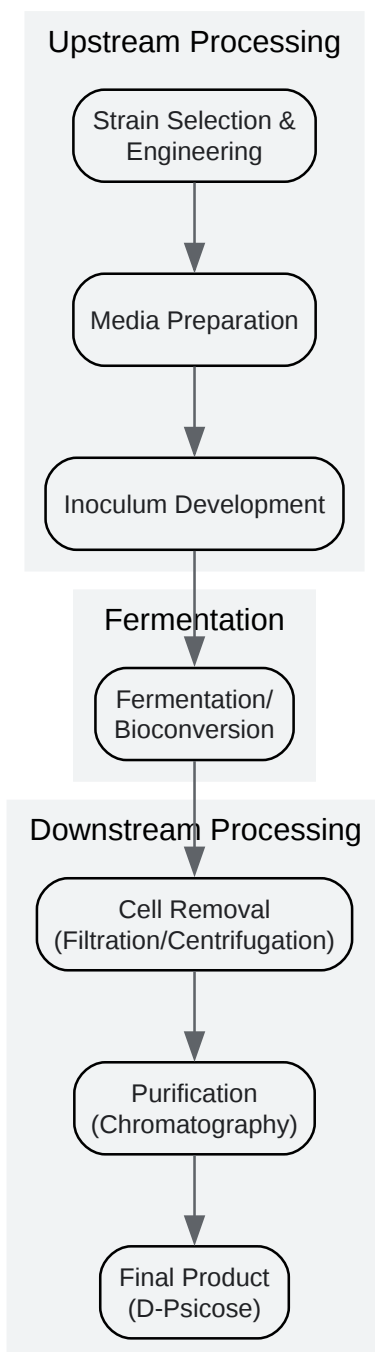 Upstream Processing
Strain Selection &
Engineering
Media Preparation
Inoculum Development
Fermentation
Fermentation/
Bioconversion
Downstream Processing
Cell Removal
(Filtration/Centrifugation)
Purification
(Chromatography)
Final Product
(D-Psicose)